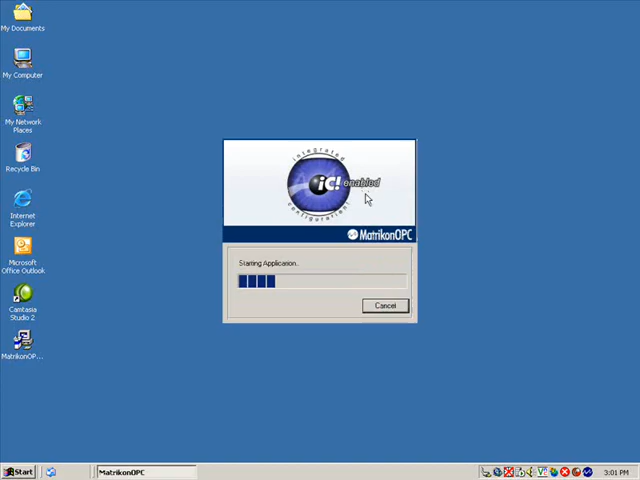 My Documents
My Computer
My Network
Places
Recycle Bin
Internet
Explorer
Microsoft
Office Outlook
Camtasia
Studio 2
MatrikonOP...
integrated
iC! enabled
configuration
MatrikonOPC
Starting Application..
Cancel
Start
MatrikonOPC
3:01 PM